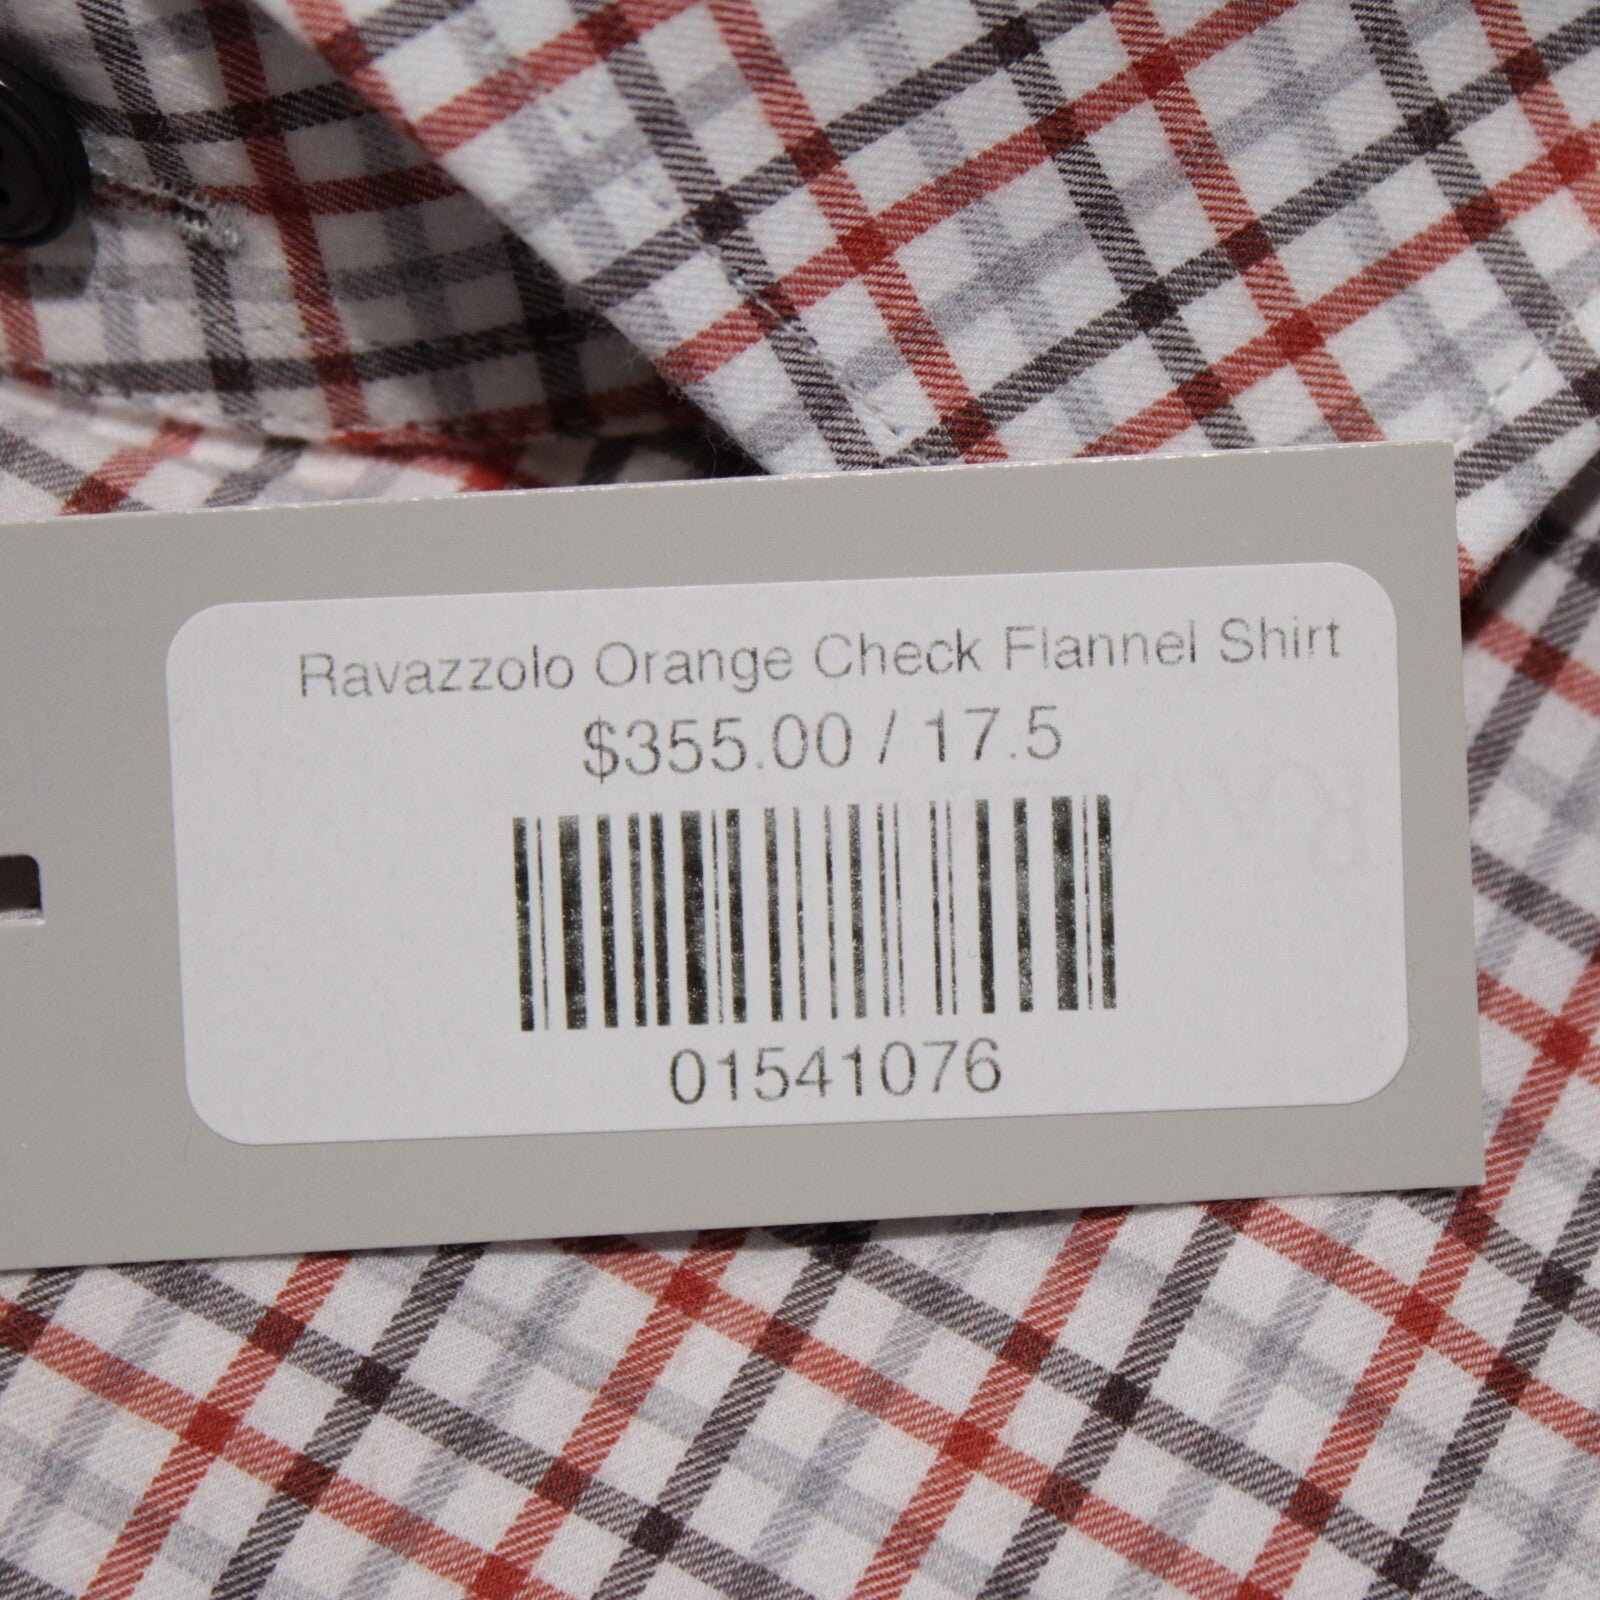 Ravazzolo Orange Check Flannel Shirt
$355.00 / 17.5
01541076